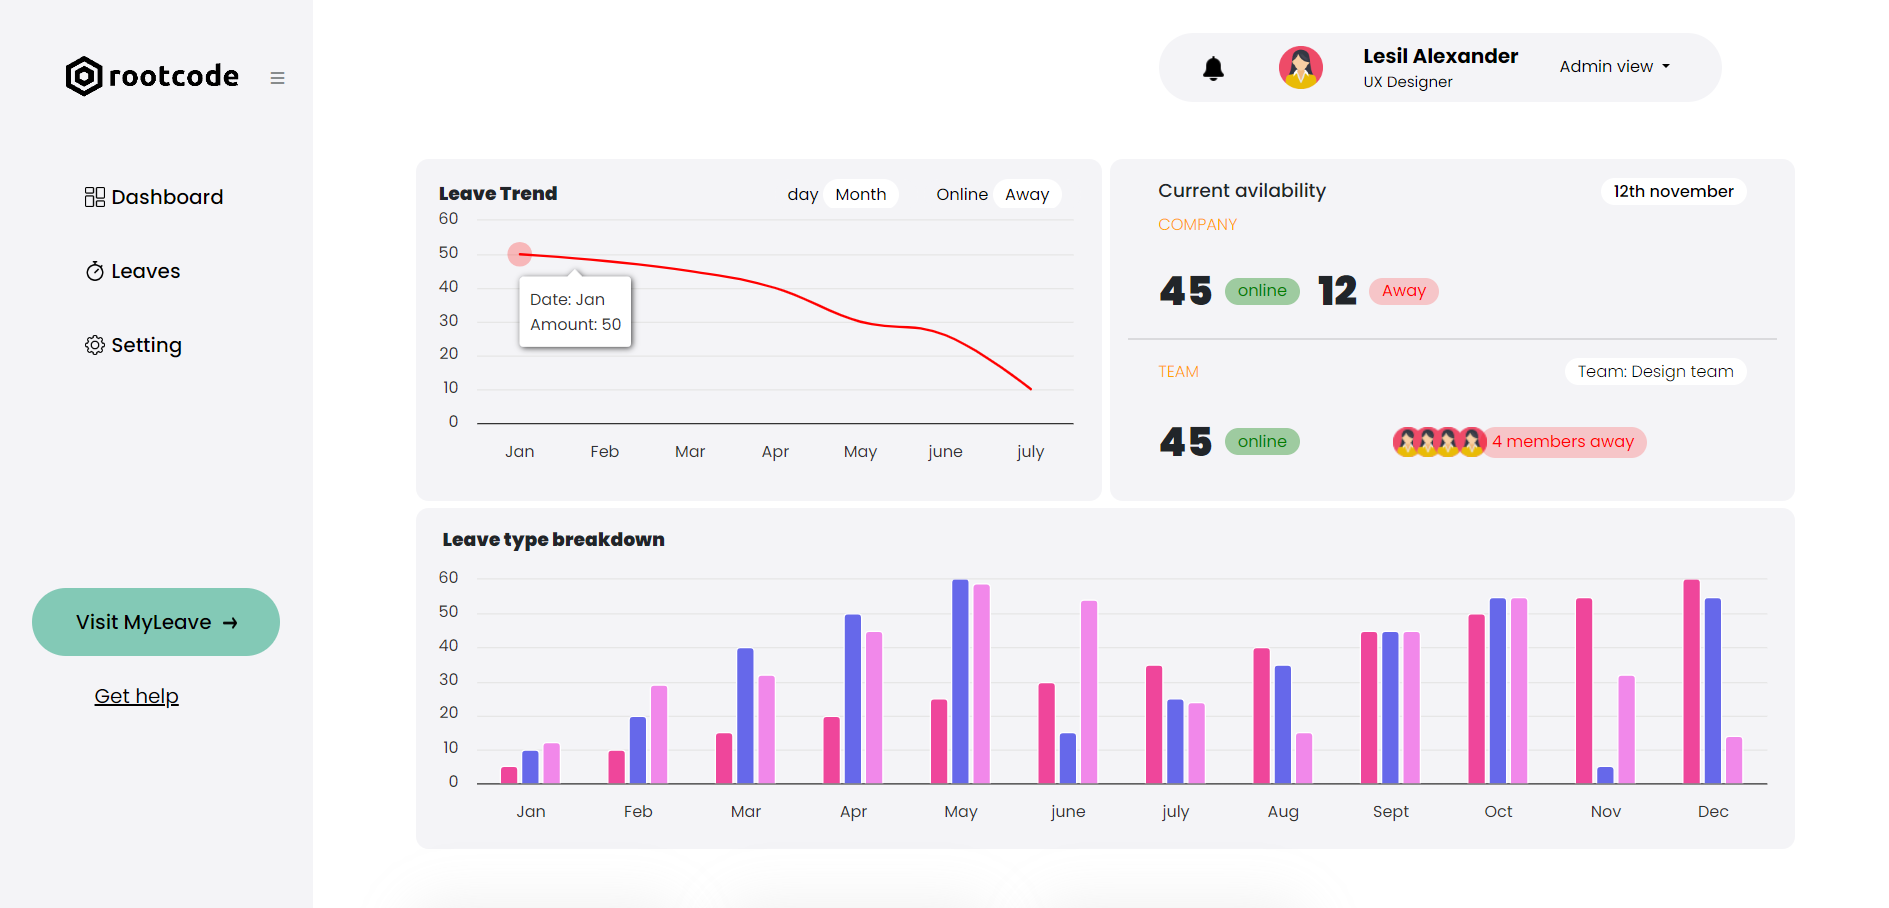 rootcode
Dashboard
Leaves
Setting
Visit MyLeave →
Get help
Lesil Alexander
UX Designer
Admin view
Leave Trend
day Month Online Away
60
50
40
30
20
10
0
Date: Jan
Amount: 50
Jan Feb Mar Apr May june july
Current avilability
12th november
COMPANY
45 online 12 Away
TEAM
Team: Design team
45 online 4 members away
Leave type breakdown
60
50
40
30
20
10
0
Jan Feb Mar Apr May june july Aug Sept Oct Nov Dec